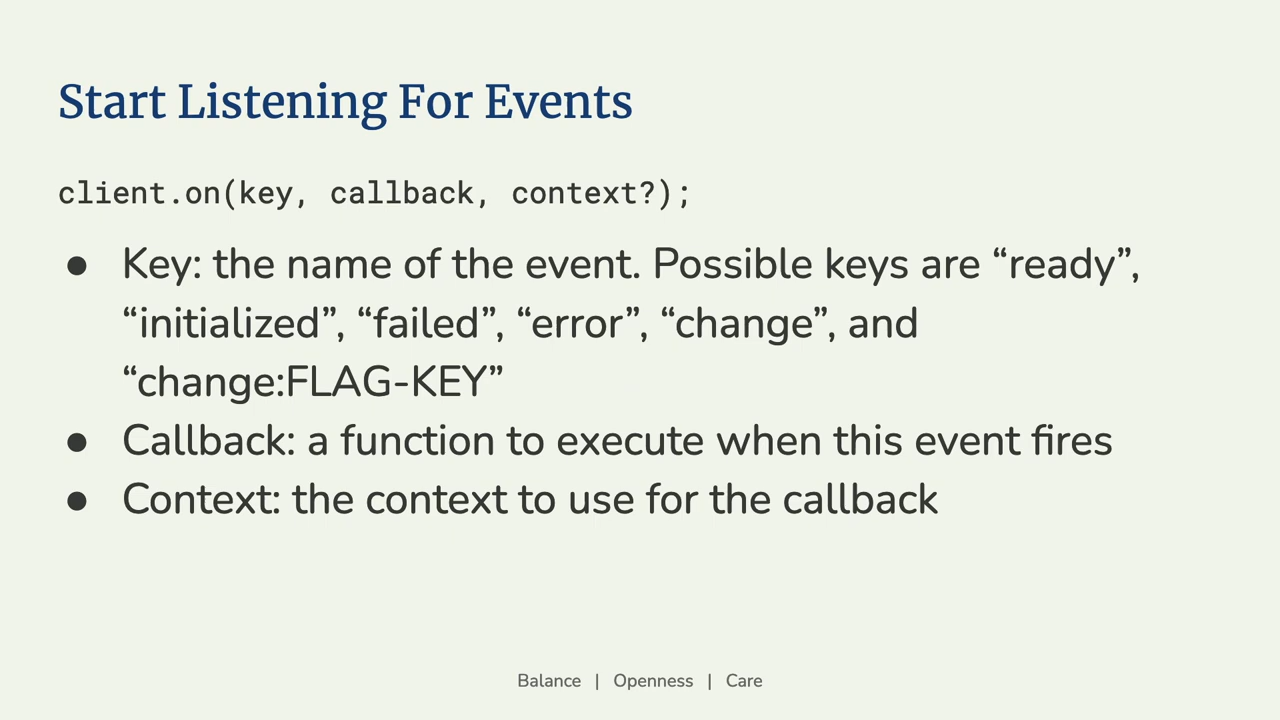 Start Listening For Events
client.on(key, callback, context?);
● Key: the name of the event. Possible keys are “ready”,
“initialized”, “failed”, “error”, “change”, and
“change:FLAG-KEY”
● Callback: a function to execute when this event fires
● Context: the context to use for the callback
Balance | Openness | Care